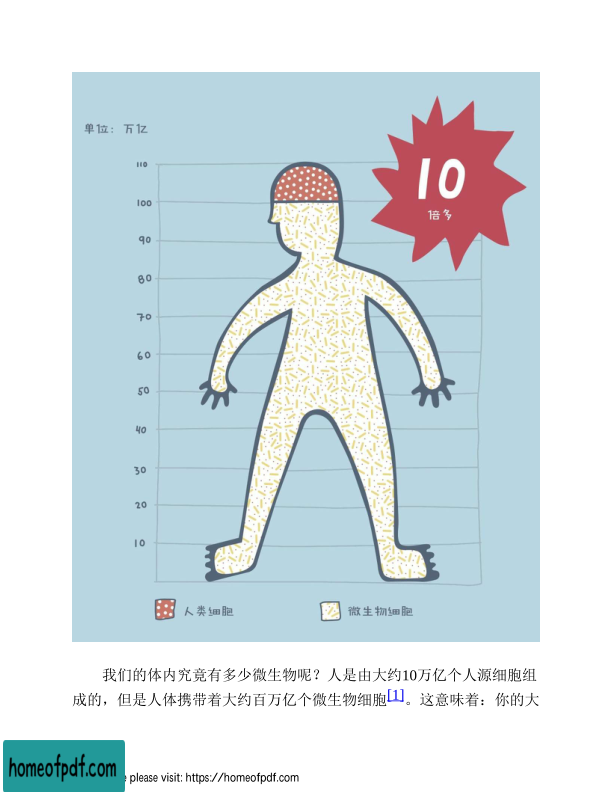 单位：万亿
10
倍多
110
100
90
80
70
60
50
40
30
20
10
人类细胞
微生物细胞
我们的体内究竟有多少微生物呢？人是由大约10万亿个人源细胞组
成的，但是人体携带着大约百万亿个微生物细胞[1]。这意味着：你的大
homeofpdf.com
e please visit: https://homeofpdf.com